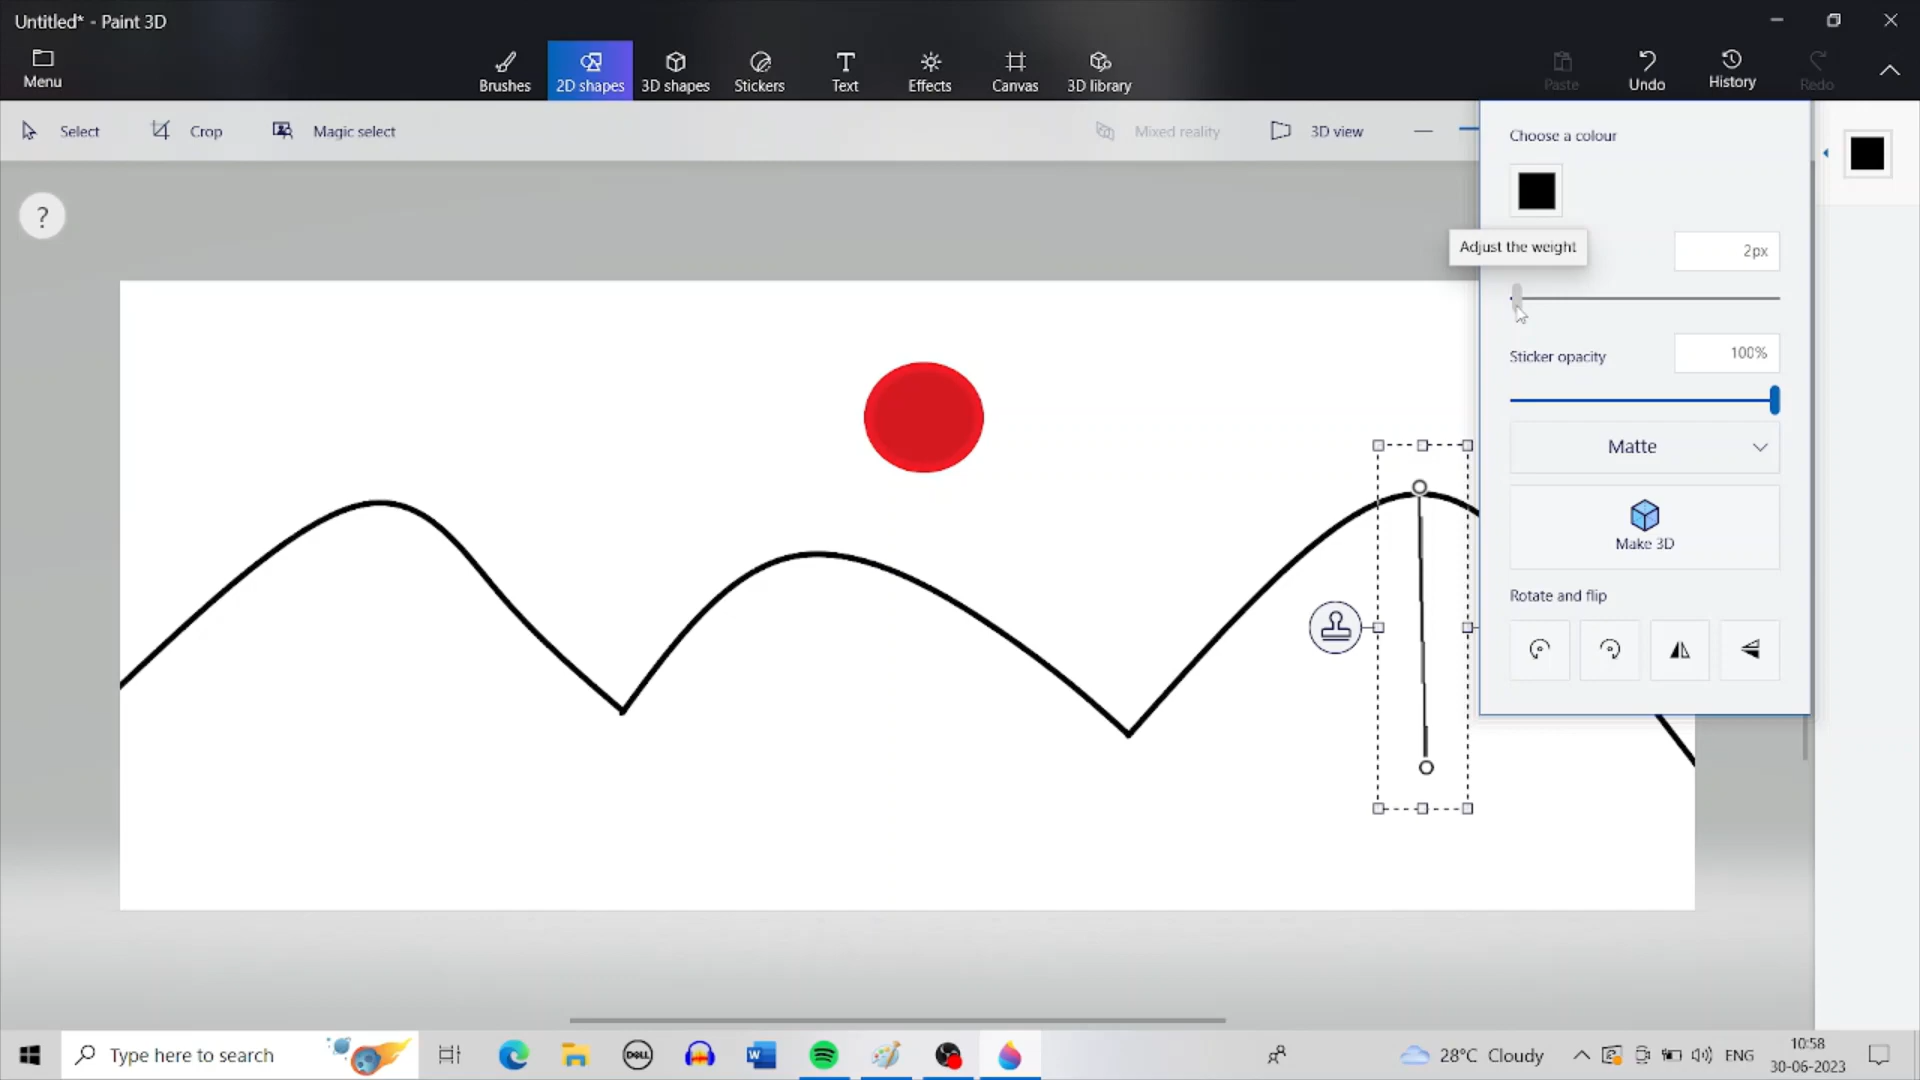 Untitled* - Paint 3D
Menu
Brushes
2D shapes
3D shapes
Stickers
Text
Effects
Canvas
3D library
Paste
Undo
History
Redo
Select
Crop
Magic select
Mixed reality
3D view
Choose a colour
Adjust the weight
2px
Sticker opacity
100%
Matte
Make 3D
Rotate and flip
?
Type here to search
DELL
W
28°C Cloudy
ENG
10:58
30-06-2023